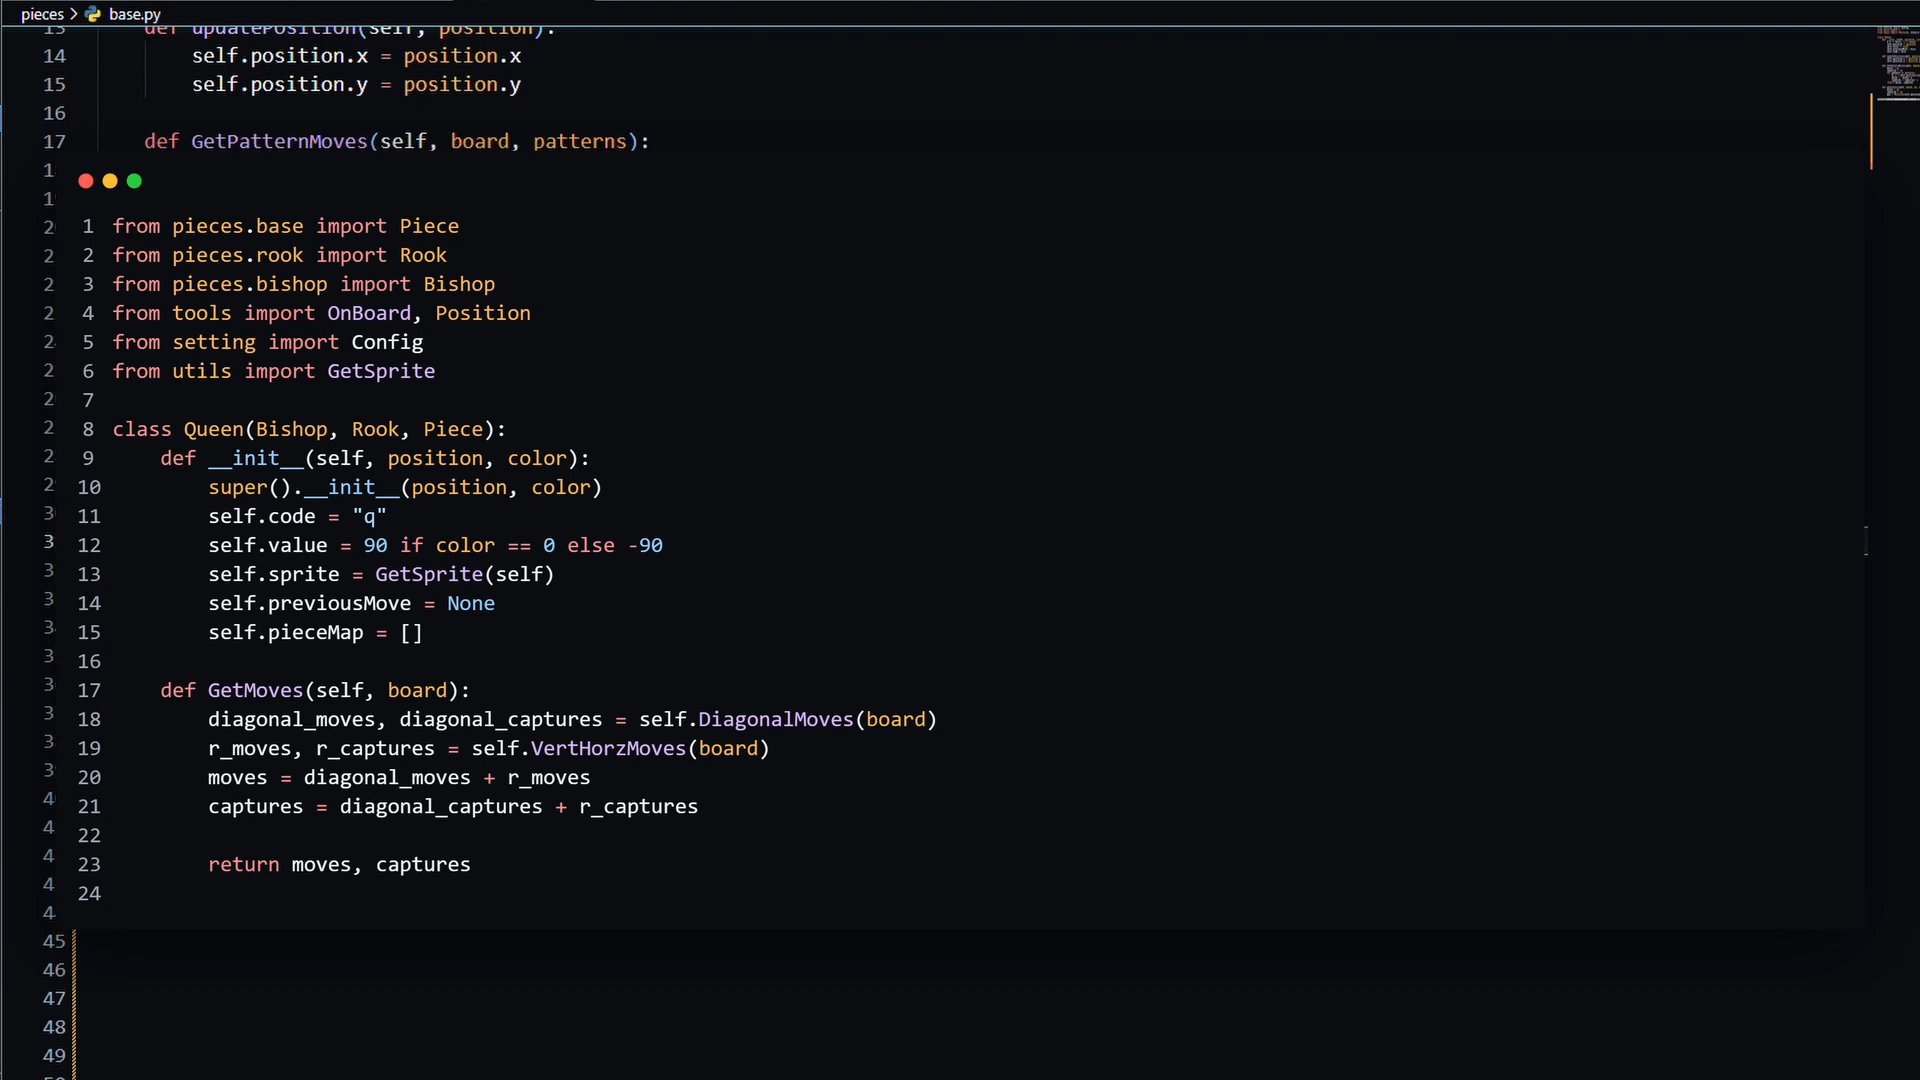 pieces > base.py
13 def updatePosition(self, position):
14 self.position.x = position.x
15 self.position.y = position.y
16
17 def GetPatternMoves(self, board, patterns):
1 from pieces.base import Piece
2 from pieces.rook import Rook
3 from pieces.bishop import Bishop
4 from tools import OnBoard, Position
5 from setting import Config
6 from utils import GetSprite
7
8 class Queen(Bishop, Rook, Piece):
9     def __init__(self, position, color):
10         super().__init__(position, color)
11         self.code = "q"
12         self.value = 90 if color == 0 else -90
13         self.sprite = GetSprite(self)
14         self.previousMove = None
15         self.pieceMap = []
16
17     def GetMoves(self, board):
18         diagonal_moves, diagonal_captures = self.DiagonalMoves(board)
19         r_moves, r_captures = self.VertHorzMoves(board)
20         moves = diagonal_moves + r_moves
21         captures = diagonal_captures + r_captures
22
23         return moves, captures
24
45
46
47
48
49